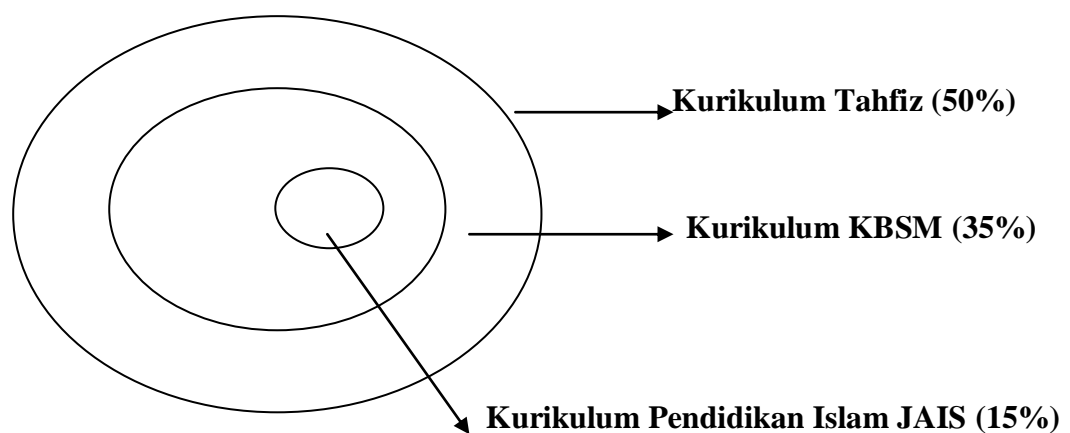 Kurikulum Tahfiz (50%)
Kurikulum KBSM (35%)
Kurikulum Pendidikan Islam JAIS (15%)